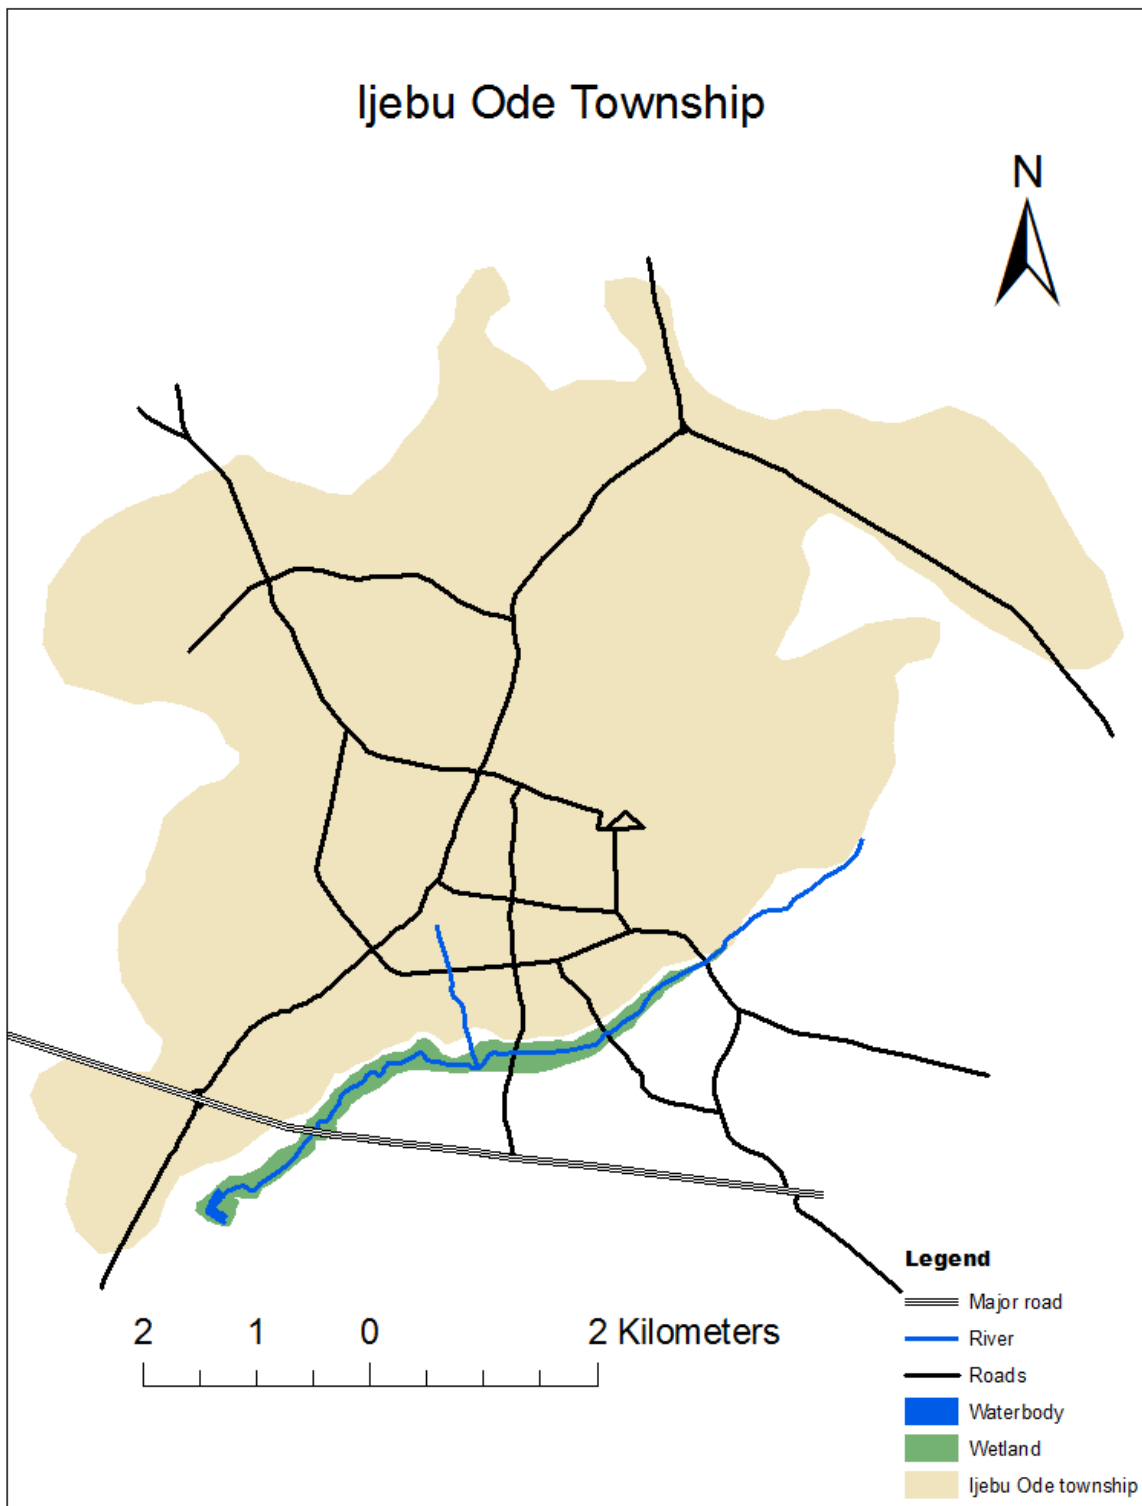 Ijebu Ode Township
N
2 1 0 2 Kilometers
Legend
Major road
River
Roads
Waterbody
Wetland
Ijebu Ode township